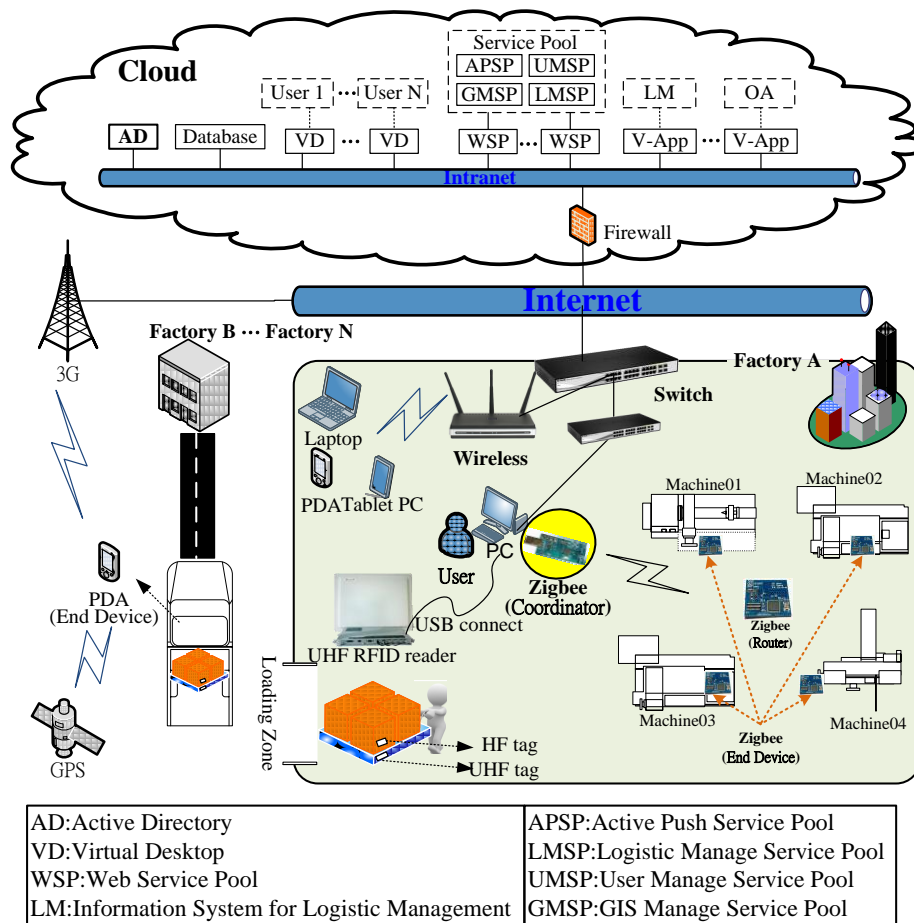 Cloud
Service Pool
APSP
UMSP
GMSP
LMSP
User 1
...
User N
LM
OA
AD
Database
VD
...
VD
WSP
...
WSP
V-App
...
V-App
Intranet
Firewall
Internet
3G
Factory B ... Factory N
Factory A
Switch
Laptop
Wireless
PDA
Tablet PC
Machine01
Machine02
User
PC
Zigbee
(Coordinator)
PDA
(End Device)
USB connect
UHF RFID reader
Zigbee
(Router)
Machine03
Machine04
Zigbee
(End Device)
Loading Zone
HF tag
UHF tag
GPS
AD:Active Directory
VD:Virtual Desktop
WSP:Web Service Pool
LM:Information System for Logistic Management
APSP:Active Push Service Pool
LMSP:Logistic Manage Service Pool
UMSP:User Manage Service Pool
GMSP:GIS Manage Service Pool